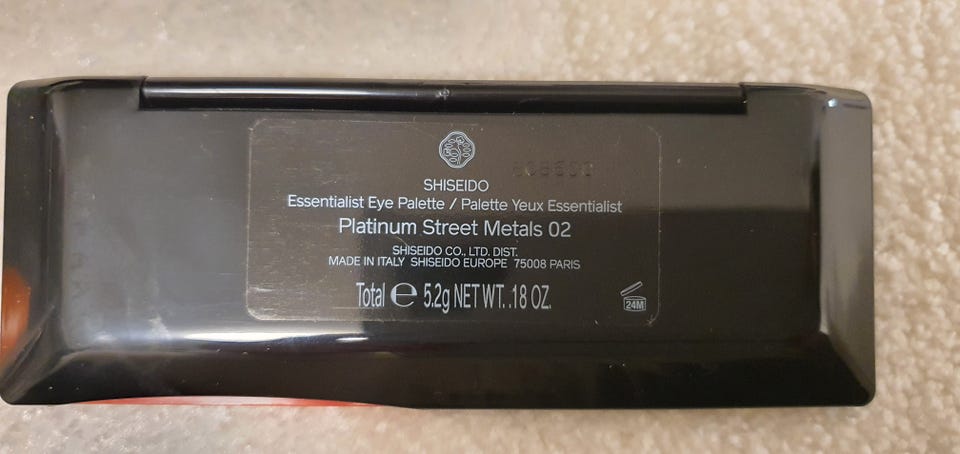 SHISEIDO
Essentialist Eye Palette / Palette Yeux Essentialist
Platinum Street Metals 02
SHISEIDO CO., LTD. DIST.
MADE IN ITALY SHISEIDO EUROPE 75008 PARIS
Total ℮ 5.2g NET WT. .18 OZ.
24M